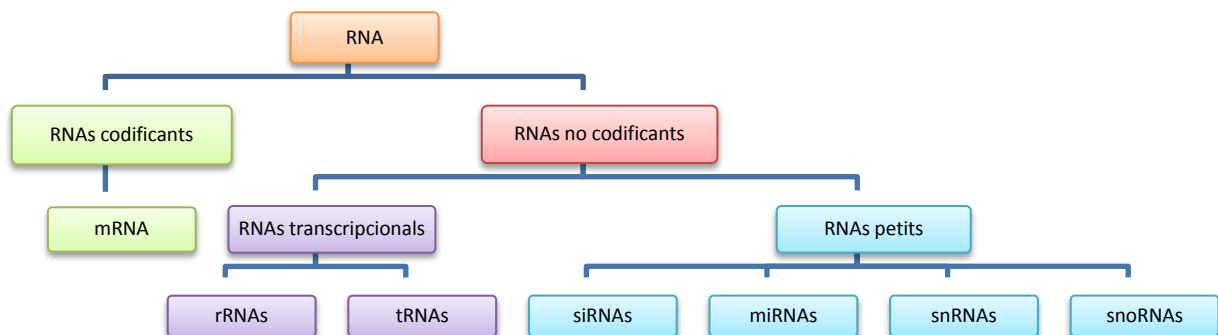 RNA
RNAs codificants
RNAs no codificants
mRNA
RNAs transcripcionals
RNAs petits
rRNAs
tRNAs
siRNAs
miRNAs
snRNAs
snoRNAs